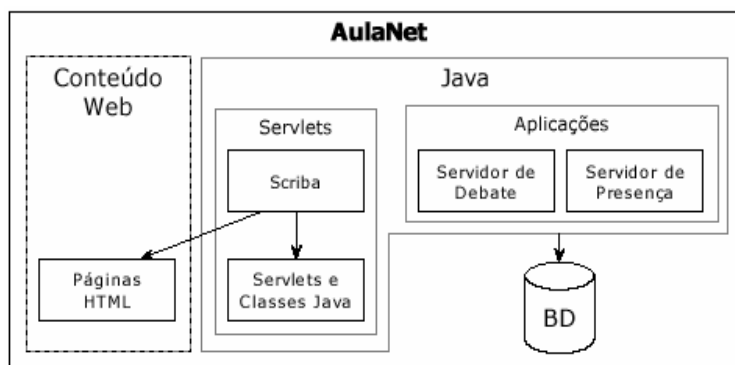 AulaNet
Conteúdo
Web
Java
Servlets
Aplicações
Scriba
Servidor de
Debate
Servidor de
Presença
Páginas
HTML
Servlets e
Classes Java
BD